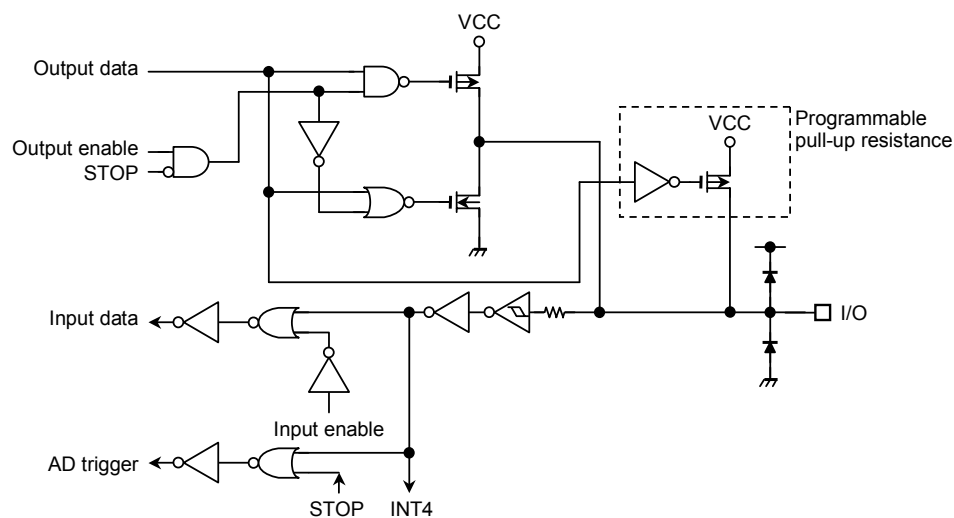 VCC
Output data
Programmable
pull-up resistance
VCC
Output enable
STOP
Input data
I/O
Input enable
AD trigger
STOP
INT4